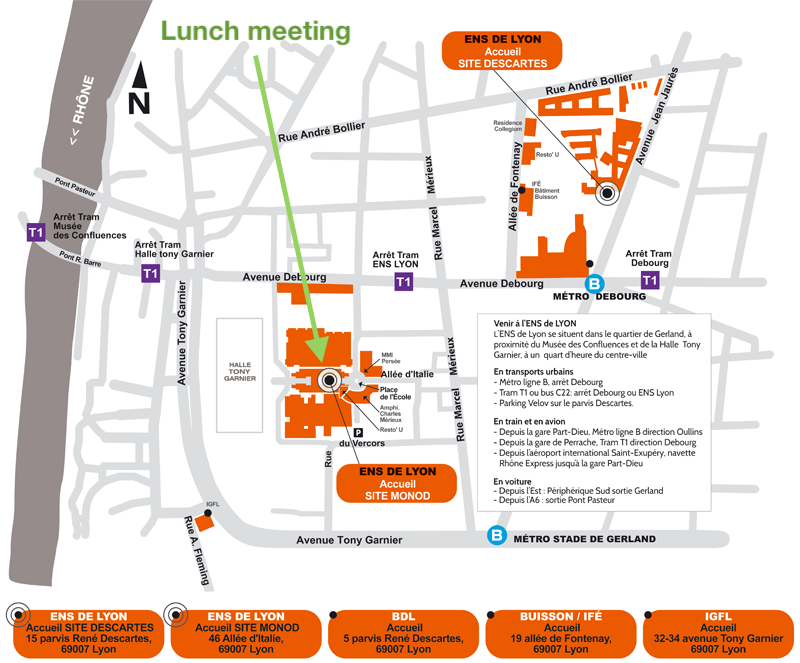 Lunch meeting
ENS DE LYON
Accueil
SITE DESCARTES
<< RHÔNE
N
Rue André Bollier
Rue André Bollier
Avenue Jean Jaurès
Residence
Collegium
Resto' U
Allée de Fontenay
IFÉ
Bâtiment
Buisson
Rue Marcel Mérieux
Pont Pasteur
T1
Arrêt Tram
Musée
des Confluences
Pont R. Barre
Arrêt Tram
Halle tony Garnier
T1
Arrêt Tram
ENS LYON
T1
Arrêt Tram
Debourg
T1
Avenue Debourg
Avenue Debourg
B
MÉTRO DEBOURG
Avenue Tony Garnier
HALLE
TONY
GARNIER
MMI
Persée
Allée d'Italie
Place
de l'École
Amphi.
Charles
Mérieux
Resto' U
P
du Vercors
Rue
Rue Marcel Mérieux
ENS DE LYON
Accueil
SITE MONOD
Venir à l'ENS de LYON
L'ENS de Lyon se situent dans le quartier de Gerland, à
proximité du Musée des Confluences et de la Halle Tony
Garnier, à un quart d'heure du centre-ville
En transports urbains
- Métro ligne B, arrêt Debourg
- Tram T1 ou bus C22: arrêt Debourg ou ENS Lyon
- Parking Velov sur le parvis Descartes.
En train et en avion
- Depuis la gare Part-Dieu, Métro ligne B direction Oullins
- Depuis la gare de Perrache, Tram T1 direction Debourg
- Depuis l'aéroport international Saint-Exupéry, navette
Rhône Express jusqu'à la gare Part-Dieu
En voiture
- Depuis l'Est : Périphérique Sud sortie Gerland
- Depuis l'A6 : sortie Pont Pasteur
IGFL
Rue A. Fleming
Avenue Tony Garnier
B
MÉTRO STADE DE GERLAND
ENS DE LYON
Accueil SITE DESCARTES
15 parvis René Descartes,
69007 Lyon
ENS DE LYON
Accueil SITE MONOD
46 Allée d'Italie,
69007 Lyon
BDL
Accueil
5 parvis René Descartes,
69007 Lyon
BUISSON / IFÉ
Accueil
19 allée de Fontenay,
69007 Lyon
IGFL
Accueil
32-34 avenue Tony Garnier
69007 Lyon